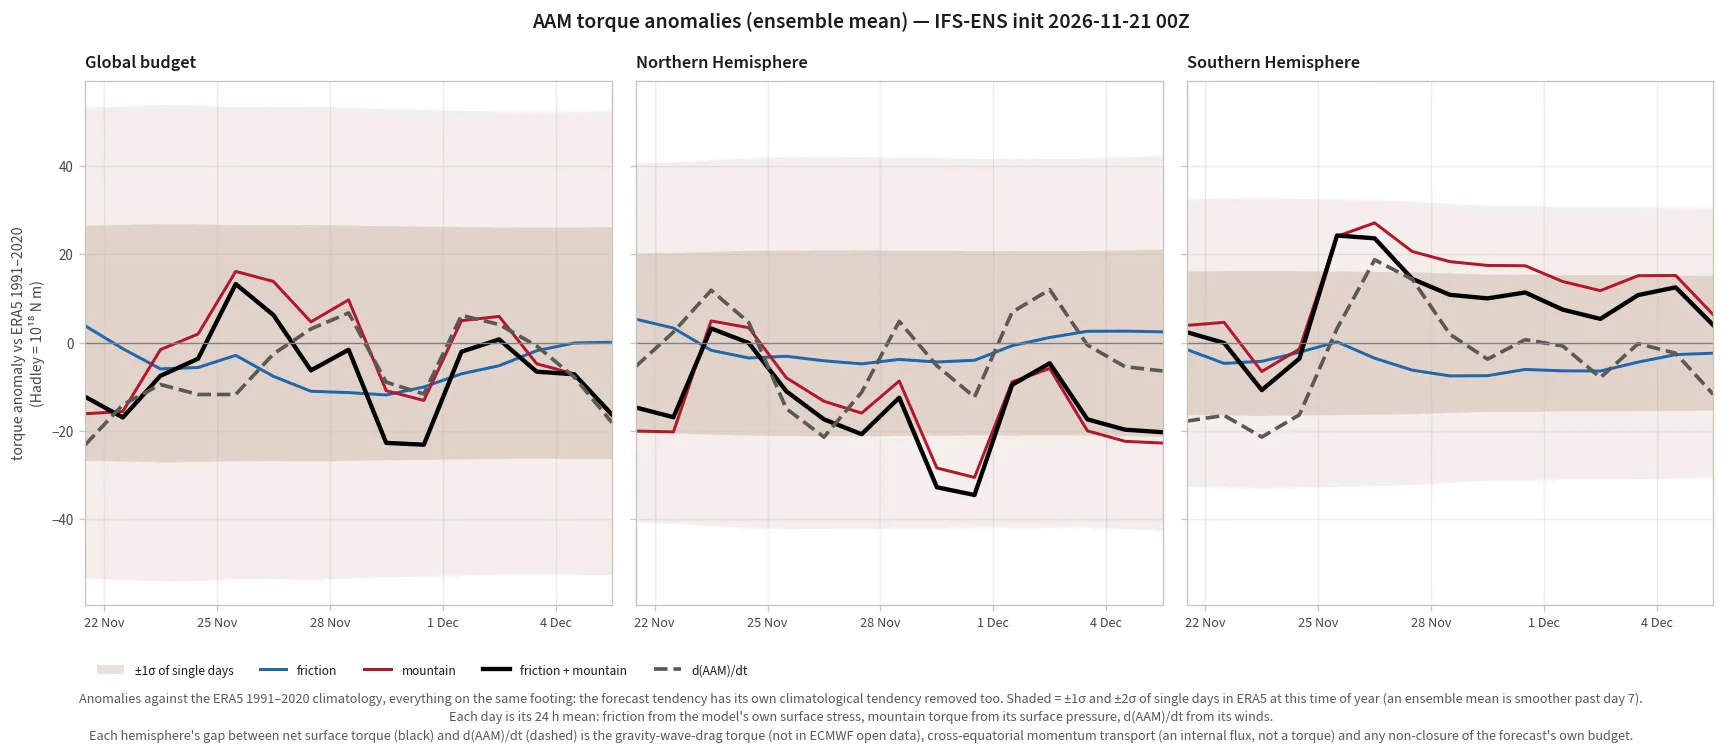 AAM torque anomalies (ensemble mean) — IFS-ENS init 2026-11-21 00Z
Global budget
Northern Hemisphere
Southern Hemisphere
torque anomaly vs ERA5 1991–2020
(Hadley = 10¹⁸ N m)
40
20
0
−20
−40
22 Nov
25 Nov
28 Nov
1 Dec
4 Dec
22 Nov
25 Nov
28 Nov
1 Dec
4 Dec
22 Nov
25 Nov
28 Nov
1 Dec
4 Dec
±1σ of single days
friction
mountain
friction + mountain
d(AAM)/dt
Anomalies against the ERA5 1991–2020 climatology, everything on the same footing: the forecast tendency has its own climatological tendency removed too. Shaded = ±1σ and ±2σ of single days in ERA5 at this time of year (an ensemble mean is smoother past day 7).
Each day is its 24 h mean: friction from the model's own surface stress, mountain torque from its surface pressure, d(AAM)/dt from its winds.
Each hemisphere's gap between net surface torque (black) and d(AAM)/dt (dashed) is the gravity-wave-drag torque (not in ECMWF open data), cross-equatorial momentum transport (an internal flux, not a torque) and any non-closure of the forecast's own budget.